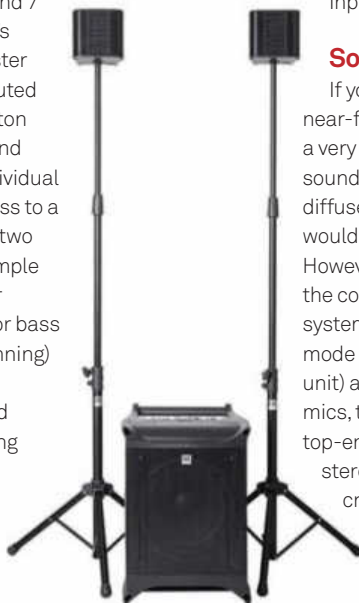 nd 7
s
ter
uted
ton
nd
ividual
ss to a
two
mple
r
or bass
nning)
d
ng
inp
So
If yo
near-f
a very
sound
diffuse
would
Howev
the co
system
mode
unit) a
mics, t
top-en
stere
cr